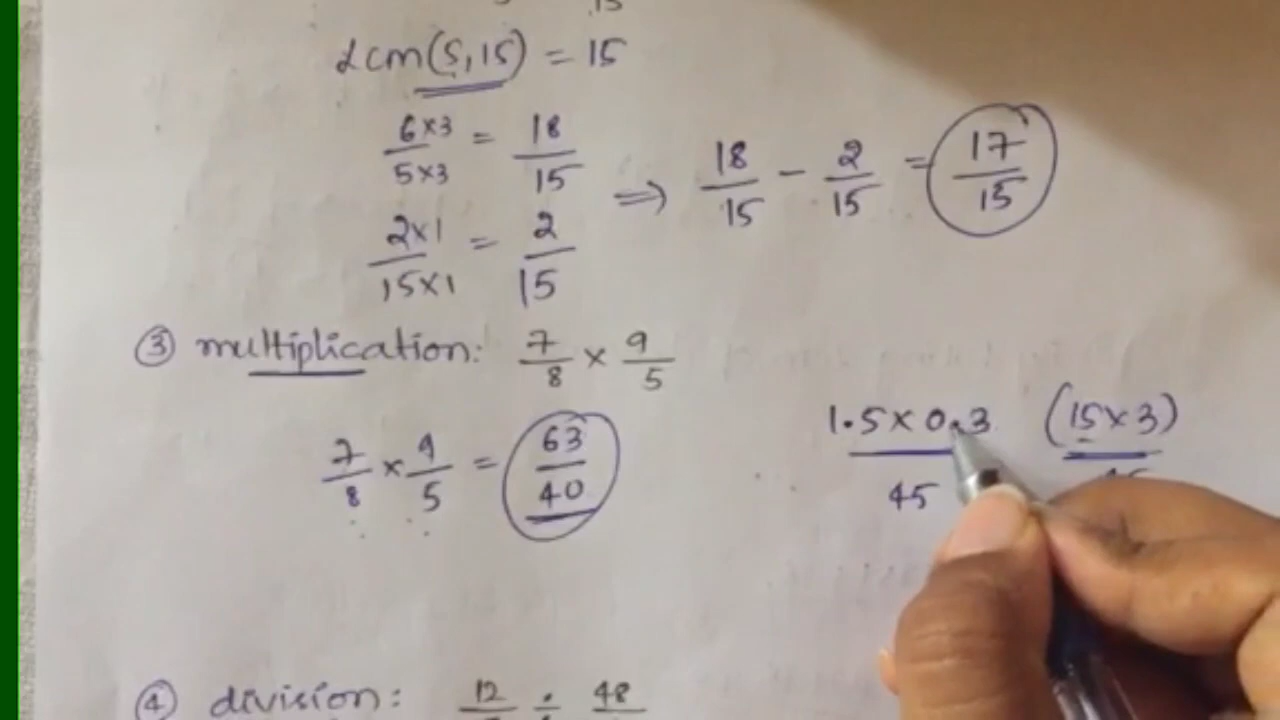 Lcm(5,15) = 15
6×3/5×3 = 18/15
2×1/15×1 = 2/15
⇒ 18/15 - 2/15 = 17/15
③ multiplication: 7/8 × 9/5
7/8 × 9/5 = 63/40
1.5×0.3
45
(15×3)
④ division: 12 ÷ 48